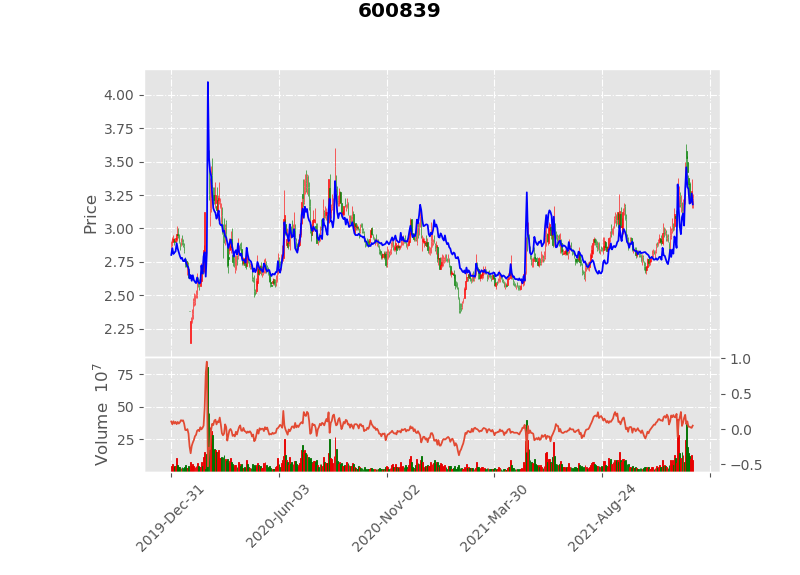 600839
Price
4.00
3.75
3.50
3.25
3.00
2.75
2.50
2.25
Volume 10^7
75
50
25
1.0
0.5
0.0
−0.5
2019-Dec-31
2020-Jun-03
2020-Nov-02
2021-Mar-30
2021-Aug-24